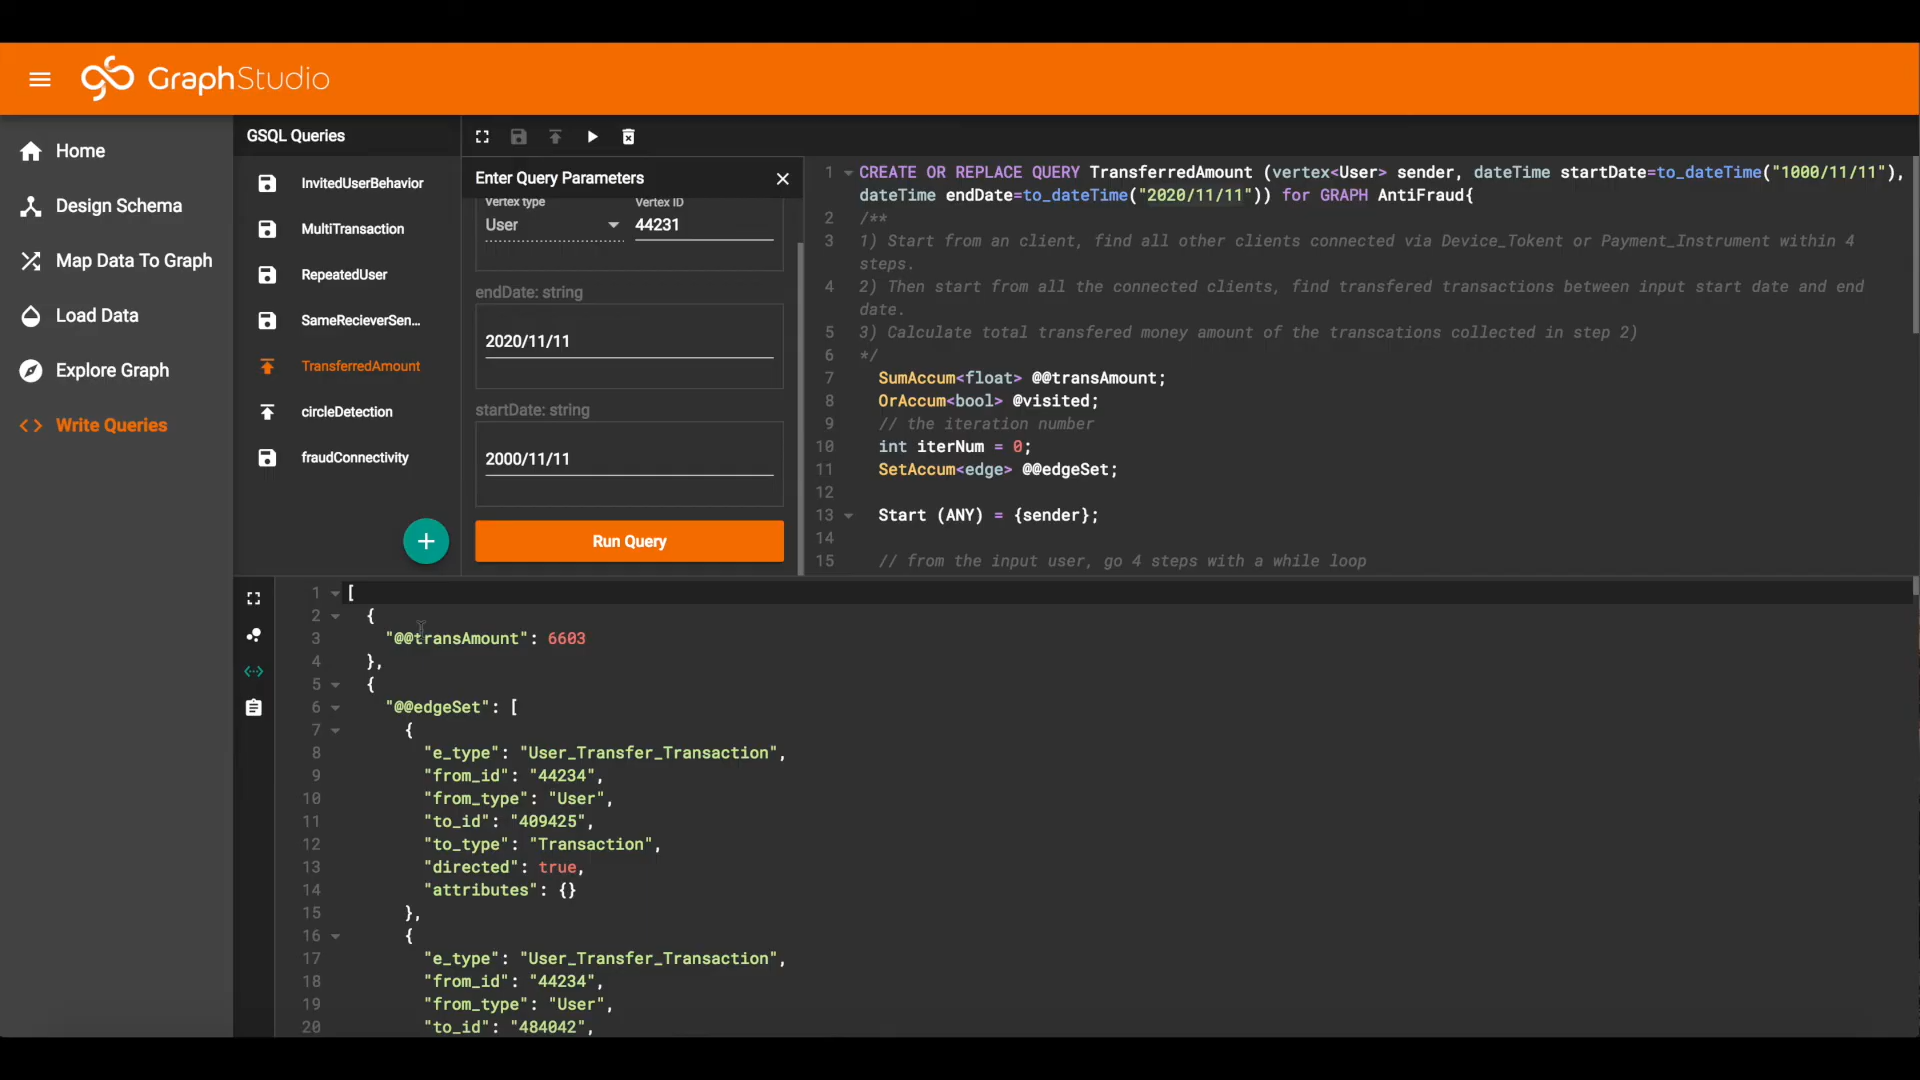 GraphStudio
Home
Design Schema
Map Data To Graph
Load Data
Explore Graph
Write Queries
GSQL Queries
InvitedUserBehavior
MultiTransaction
RepeatedUser
SameRecieverSen...
TransferredAmount
circleDetection
fraudConnectivity
+
Enter Query Parameters
Vertex type
Vertex ID
User
44231
endDate: string
2020/11/11
startDate: string
2000/11/11
Run Query
1 CREATE OR REPLACE QUERY TransferredAmount (vertex<User> sender, dateTime startDate=to_dateTime("1000/11/11"),
dateTime endDate=to_dateTime("2020/11/11")) for GRAPH AntiFraud{
2 /**
3 1) Start from an client, find all other clients connected via Device_Tokent or Payment_Instrument within 4
steps.
4 2) Then start from all the connected clients, find transfered transactions between input start date and end
date.
5 3) Calculate total transfered money amount of the transcations collected in step 2)
6 */
7 SumAccum<float> @@transAmount;
8 OrAccum<bool> @visited;
9 // the iteration number
10 int iterNum = 0;
11 SetAccum<edge> @@edgeSet;
12
13 Start (ANY) = {sender};
14
15 // from the input user, go 4 steps with a while loop
1 [
2 {
3 "@@transAmount": 6603
4 },
5 {
6 "@@edgeSet": [
7 {
8 "e_type": "User_Transfer_Transaction",
9 "from_id": "44234",
10 "from_type": "User",
11 "to_id": "409425",
12 "to_type": "Transaction",
13 "directed": true,
14 "attributes": {}
15 },
16 {
17 "e_type": "User_Transfer_Transaction",
18 "from_id": "44234",
19 "from_type": "User",
20 "to_id": "484042",